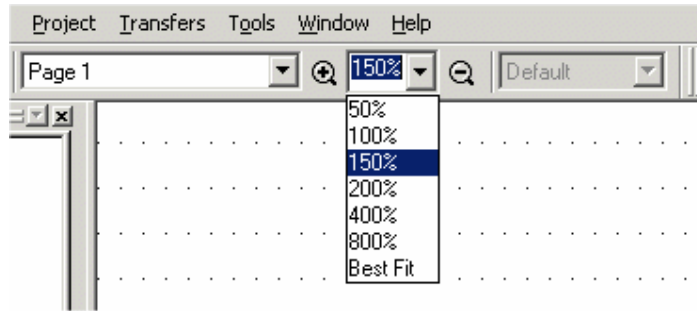 Project Transfers Tools Window Help
Page 1 150% Default
50%
100%
150%
200%
400%
800%
Best Fit